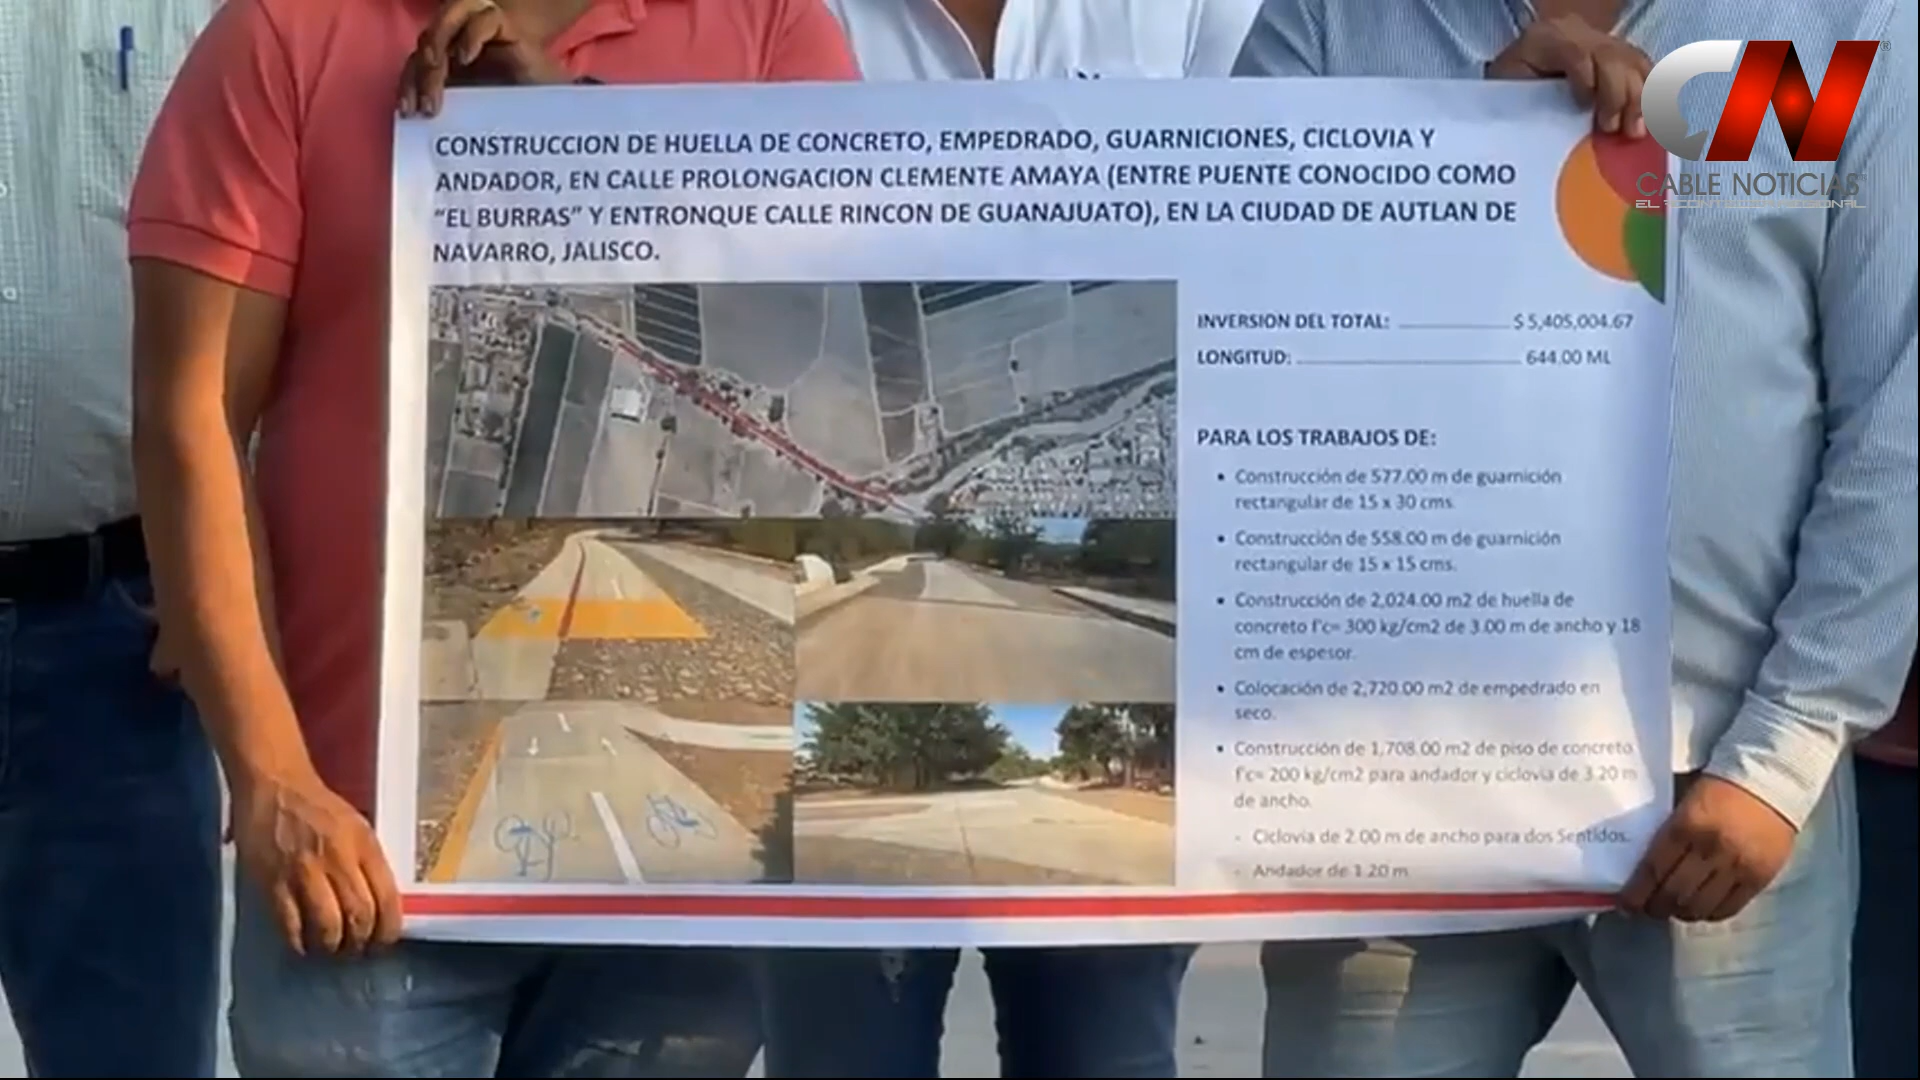 CN
CABLE NOTICIAS
EL ACONTECER REGIONAL
CONSTRUCCION DE HUELLA DE CONCRETO, EMPEDRADO, GUARNICIONES, CICLOVIA Y
ANDADOR, EN CALLE PROLONGACION CLEMENTE AMAYA (ENTRE PUENTE CONOCIDO COMO
"EL BURRAS" Y ENTRONQUE CALLE RINCON DE GUANAJUATO), EN LA CIUDAD DE AUTLAN DE
NAVARRO, JALISCO.
INVERSION DEL TOTAL: $ 5,405,004.67
LONGITUD: 644.00 ML
PARA LOS TRABAJOS DE:
• Construcción de 577.00 m de guarnición
rectangular de 15 x 30 cms.
• Construcción de 558.00 m de guarnición
rectangular de 15 x 15 cms.
• Construcción de 2,024.00 m2 de huella de
concreto f'c= 300 kg/cm2 de 3.00 m de ancho y 18
cm de espesor.
• Colocación de 2,720.00 m2 de empedrado en
seco.
• Construcción de 1,708.00 m2 de piso de concreto
f'c= 200 kg/cm2 para andador y ciclovia de 3.20 m
de ancho.
- Ciclovia de 2.00 m de ancho para dos Sentidos.
- Andador de 1.20 m